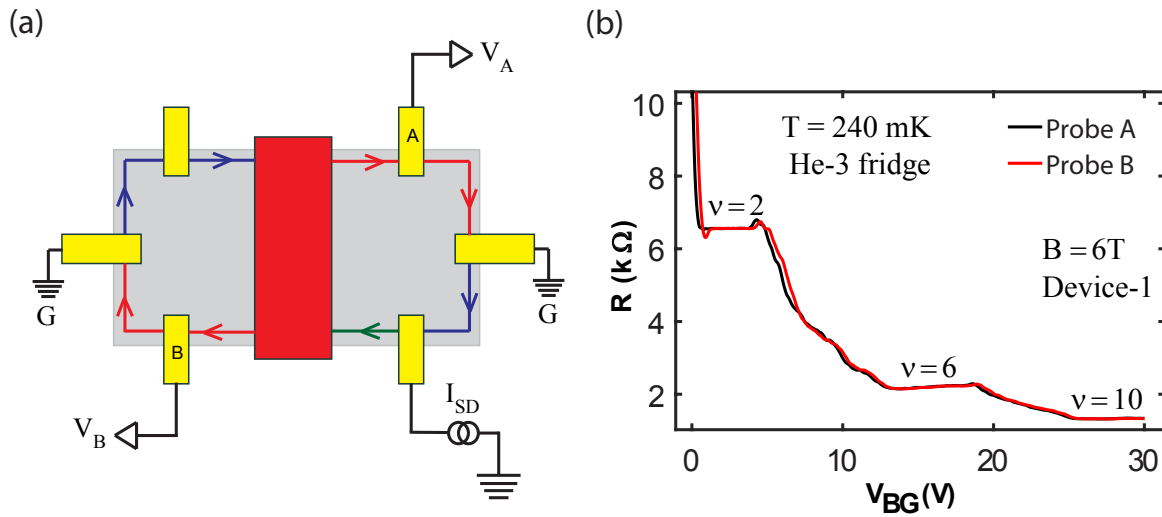 (a)
V_A
A
G
G
B
V_B
I_SD
(b)
10
8
6
4
2
R (k Ω)
T = 240 mK
He-3 fridge
Probe A
Probe B
ν = 2
B = 6T
Device-1
ν = 6
ν = 10
0
10
20
30
V_BG (V)